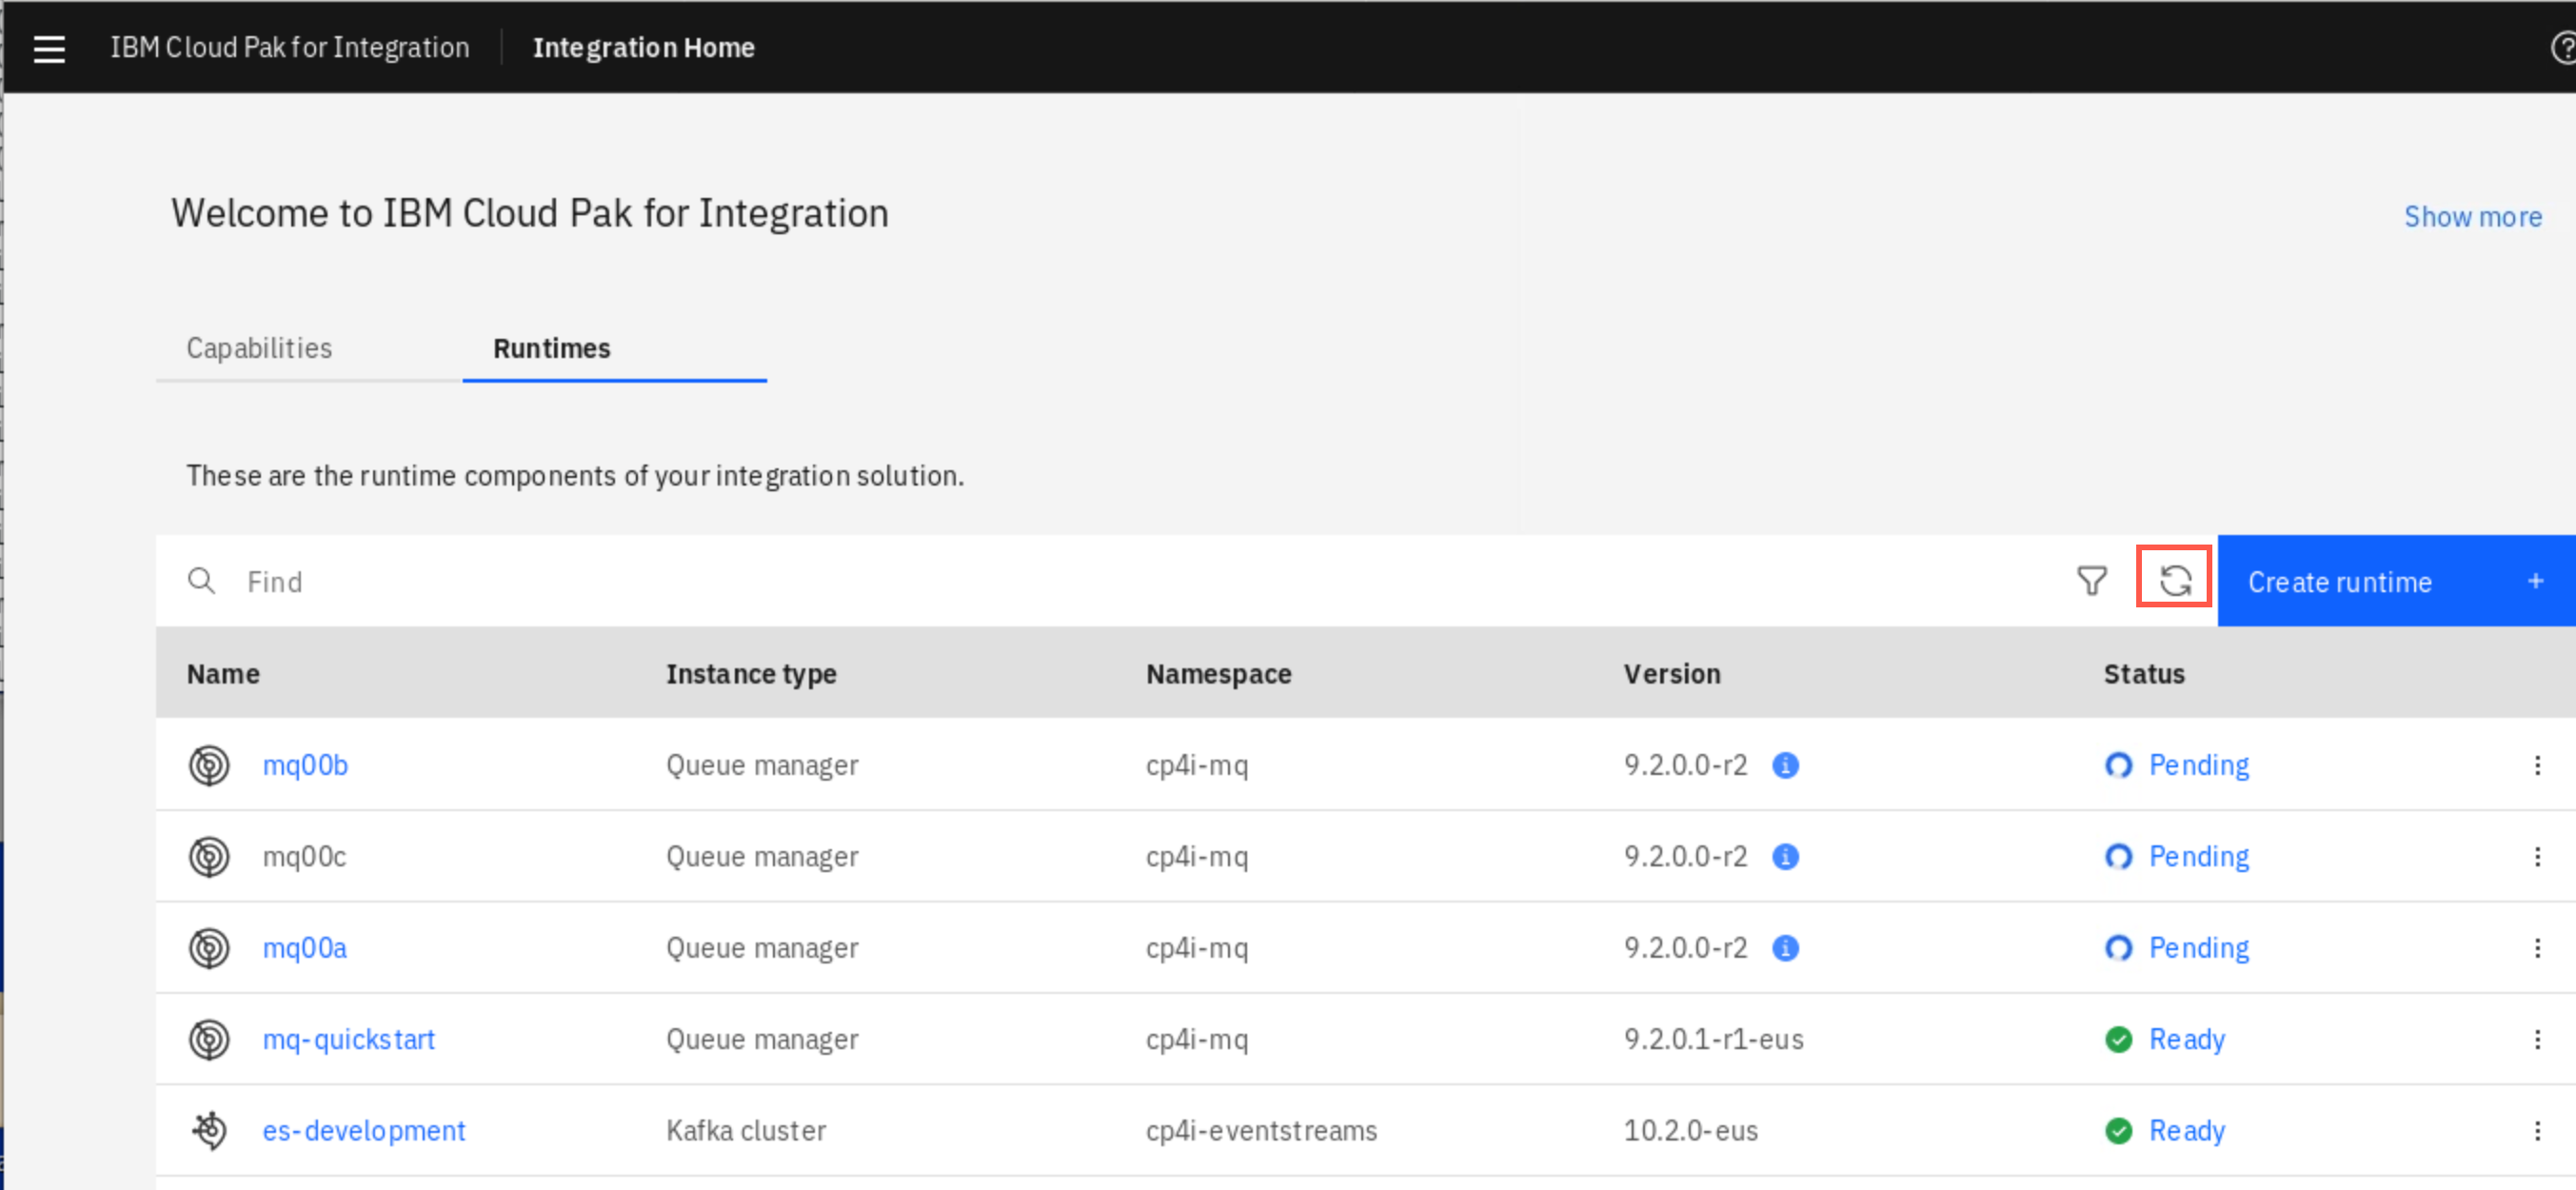 IBM Cloud Pak for Integration Integration Home
Welcome to IBM Cloud Pak for Integration
Show more
Capabilities Runtimes
These are the runtime components of your integration solution.
Find Create runtime +
Name Instance type Namespace Version Status
mq00b Queue manager cp4i-mq 9.2.0.0-r2 Pending
mq00c Queue manager cp4i-mq 9.2.0.0-r2 Pending
mq00a Queue manager cp4i-mq 9.2.0.0-r2 Pending
mq-quickstart Queue manager cp4i-mq 9.2.0.1-r1-eus Ready
es-development Kafka cluster cp4i-eventstreams 10.2.0-eus Ready